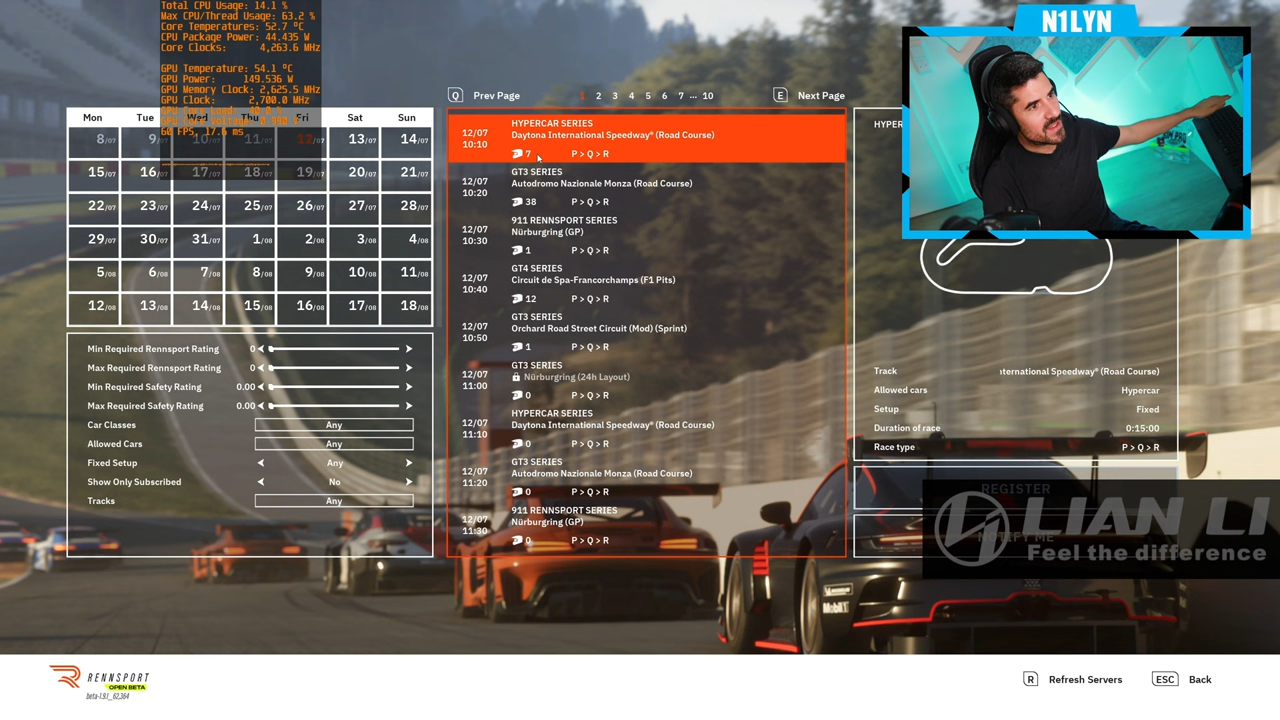 Total CPU Usage: 14.1 %
Max CPU/Thread Usage: 63.2 %
Core Temperatures: 52.7 ºC
CPU Package Power: 44.435 W
Core Clocks: 4,263.6 MHz
GPU Temperature: 54.1 ºC
GPU Power: 149.536 W
GPU Memory Clock: 2,625.5 MHz
GPU Clock: 2,700.0 MHz
60 FPS, 17.6 ms
N1LYN
Q Prev Page 1 2 3 4 5 6 7 ... 10 E Next Page
Mon Tue Wed Thu Fri Sat Sun
8/07 9/07 10/07 11/07 12/07 13/07 14/07
15/07 16/07 17/07 18/07 19/07 20/07 21/07
22/07 23/07 24/07 25/07 26/07 27/07 28/07
29/07 30/07 31/07 1/08 2/08 3/08 4/08
5/08 6/08 7/08 8/08 9/08 10/08 11/08
12/08 13/08 14/08 15/08 16/08 17/08 18/08
Min Required Rennsport Rating 0
Max Required Rennsport Rating 0
Min Required Safety Rating 0.00
Max Required Safety Rating 0.00
Car Classes Any
Allowed Cars Any
Fixed Setup Any
Show Only Subscribed No
Tracks Any
12/07 10:10
HYPERCAR SERIES
Daytona International Speedway® (Road Course)
7 P > Q > R
12/07 10:20
GT3 SERIES
Autodromo Nazionale Monza (Road Course)
38 P > Q > R
12/07 10:30
911 RENNSPORT SERIES
Nürburgring (GP)
1 P > Q > R
12/07 10:40
GT4 SERIES
Circuit de Spa-Francorchamps (F1 Pits)
12 P > Q > R
12/07 10:50
GT3 SERIES
Orchard Road Street Circuit (Mod) (Sprint)
1 P > Q > R
12/07 11:00
GT3 SERIES
Nürburgring (24h Layout)
0 P > Q > R
12/07 11:10
HYPERCAR SERIES
Daytona International Speedway® (Road Course)
0 P > Q > R
12/07 11:20
GT3 SERIES
Autodromo Nazionale Monza (Road Course)
0 P > Q > R
12/07 11:30
911 RENNSPORT SERIES
Nürburgring (GP)
0 P > Q > R
HYPER
Track nternational Speedway® (Road Course)
Allowed cars Hypercar
Setup Fixed
Duration of race 0:15:00
Race type P > Q > R
REGISTER
NOTIFY ME
LIAN LI
Feel the difference
Mobil 1
RENNSPORT
OPEN BETA
beta-1.9.1_62,364
R Refresh Servers ESC Back